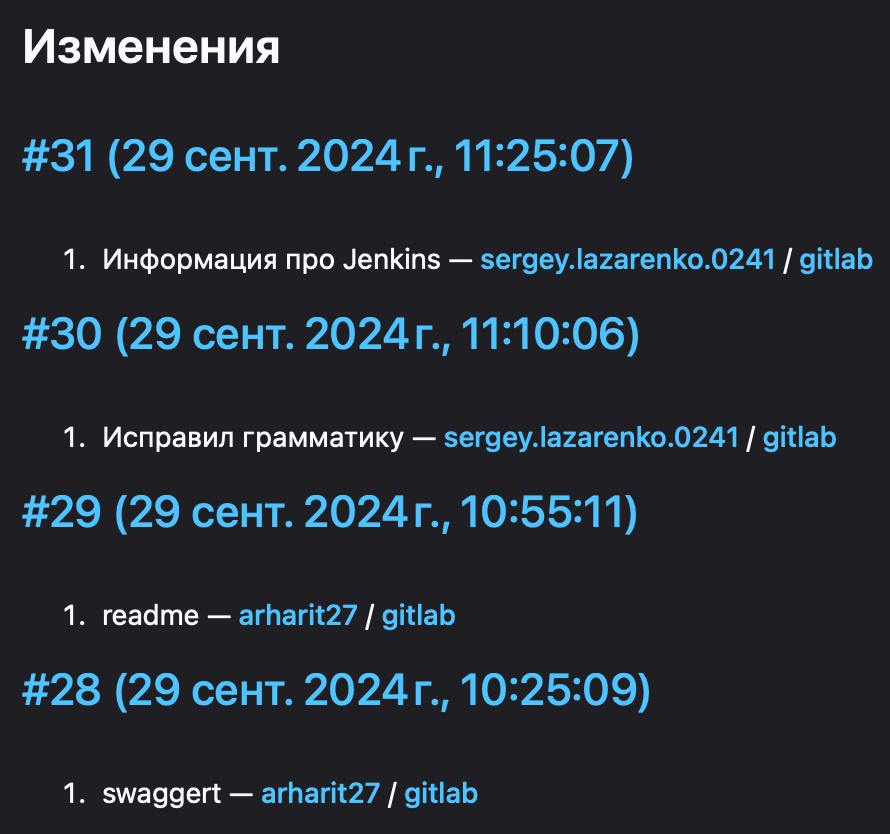 Изменения
#31 (29 сент. 2024 г., 11:25:07)
1. Информация про Jenkins — sergey.lazarenko.0241 / gitlab
#30 (29 сент. 2024 г., 11:10:06)
1. Исправил грамматику — sergey.lazarenko.0241 / gitlab
#29 (29 сент. 2024 г., 10:55:11)
1. readme — arharit27 / gitlab
#28 (29 сент. 2024 г., 10:25:09)
1. swaggert — arharit27 / gitlab